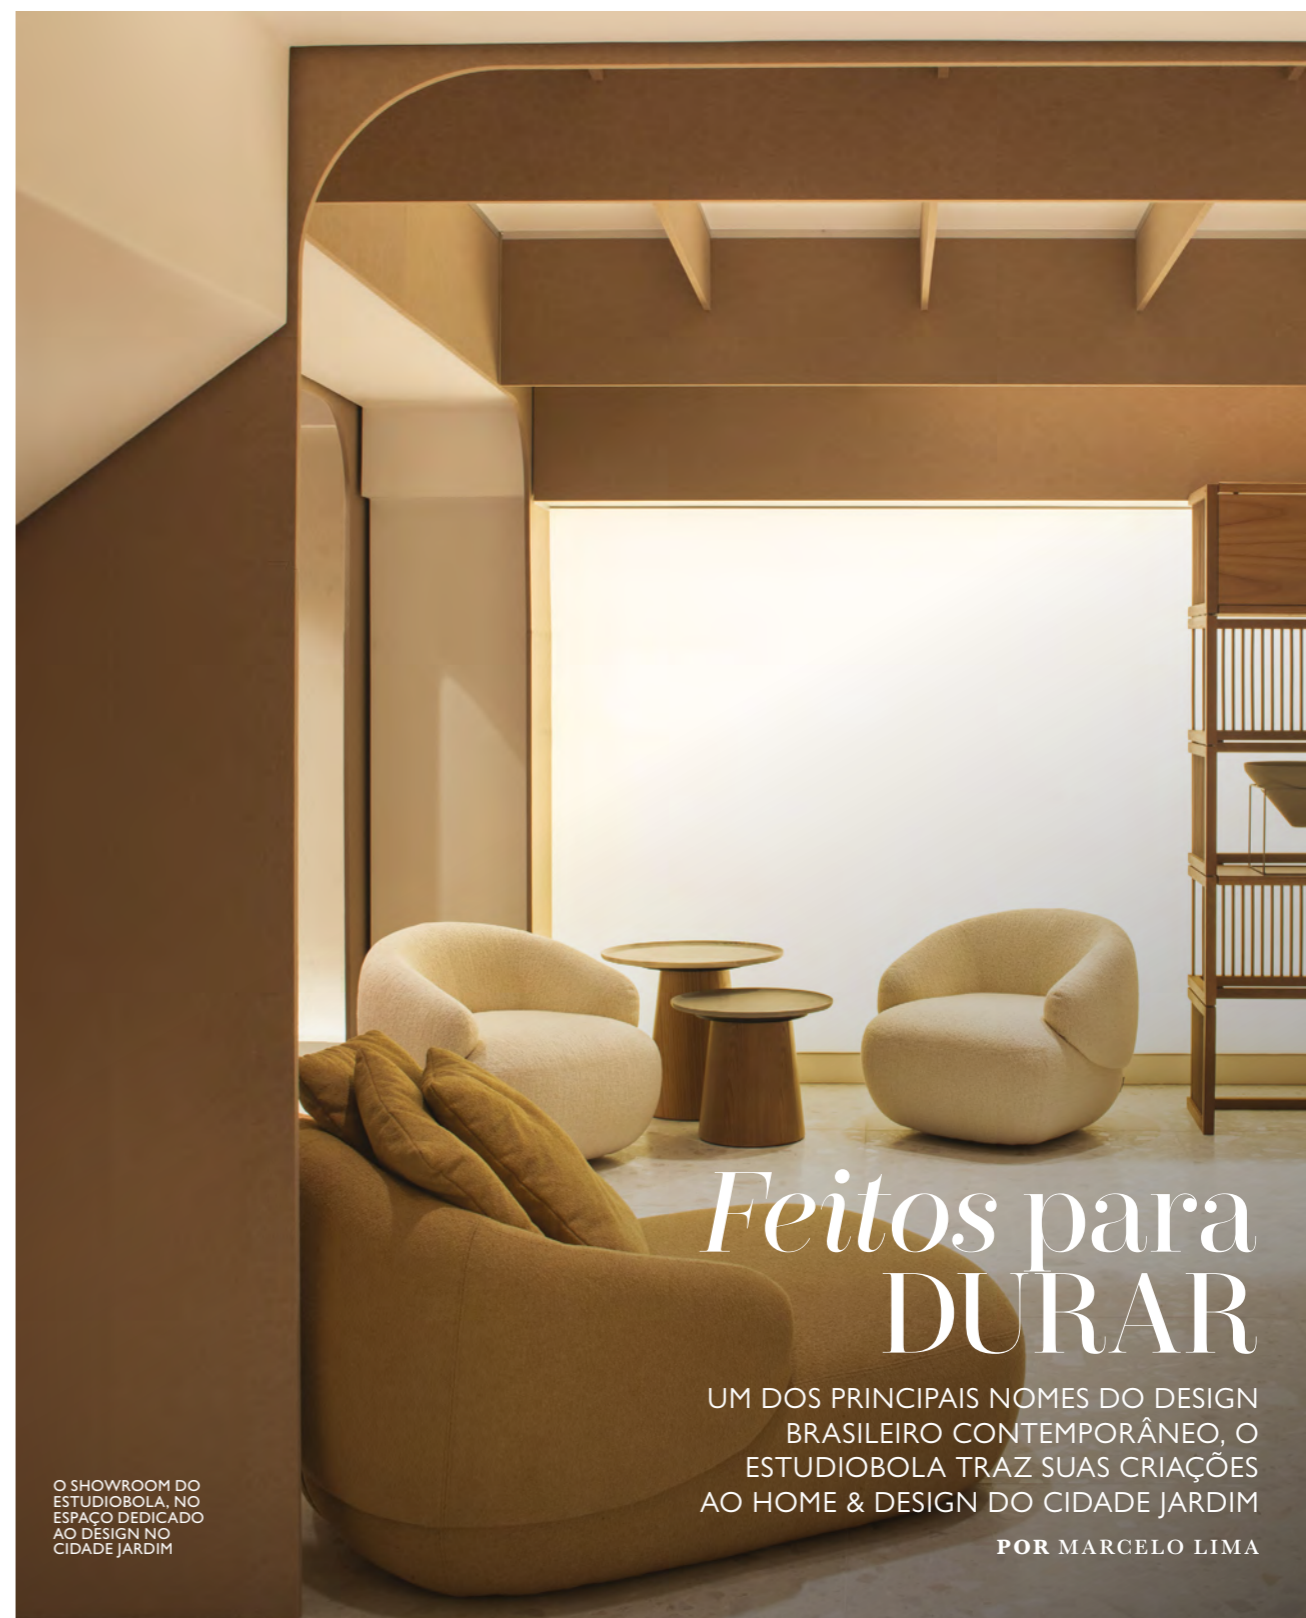 Feitos para
DURAR
UM DOS PRINCIPAIS NOMES DO DESIGN
BRASILEIRO CONTEMPORÂNEO, O
ESTUDIOBOLA TRAZ SUAS CRIAÇÕES
AO HOME & DESIGN DO CIDADE JARDIM
POR MARCELO LIMA
O SHOWROOM DO
ESTUDIOBOLA, NO
ESPAÇO DEDICADO
AO DESIGN NO
CIDADE JARDIM